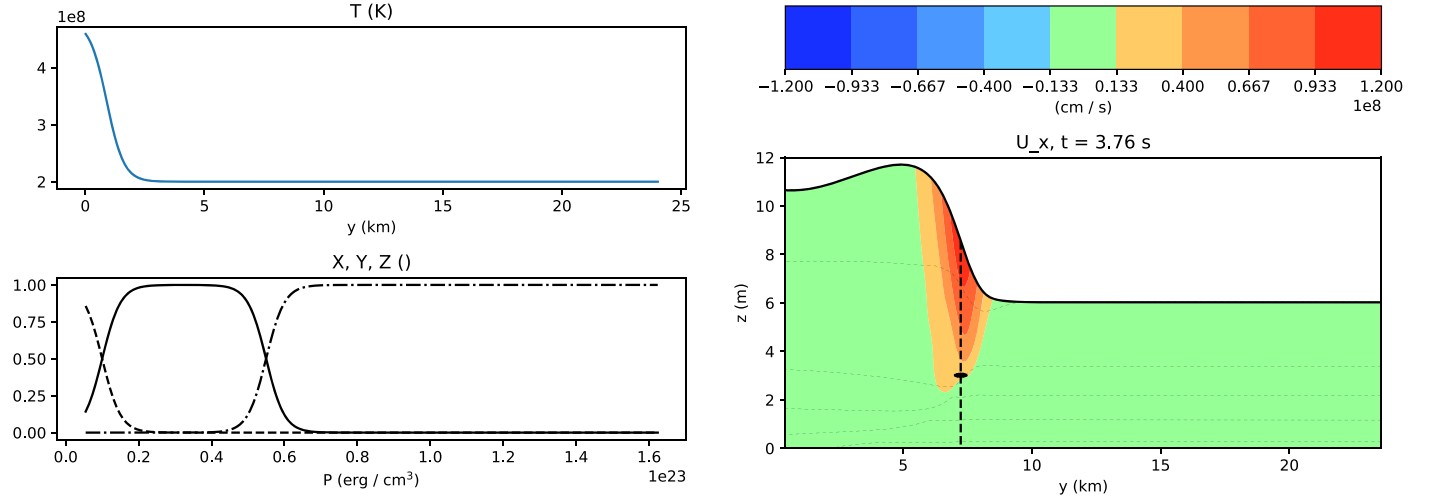 T (K)
1e8
4
3
2
0 5 10 15 20 25
y (km)
X, Y, Z ()
1.00
0.75
0.50
0.25
0.00
0.0 0.2 0.4 0.6 0.8 1.0 1.2 1.4 1.6
1e23
P (erg / cm³)
−1.200 −0.933 −0.667 −0.400 −0.133 0.133 0.400 0.667 0.933 1.200
(cm / s)
1e8
U_x, t = 3.76 s
12
10
8
6
4
2
0
z (m)
5 10 15 20
y (km)